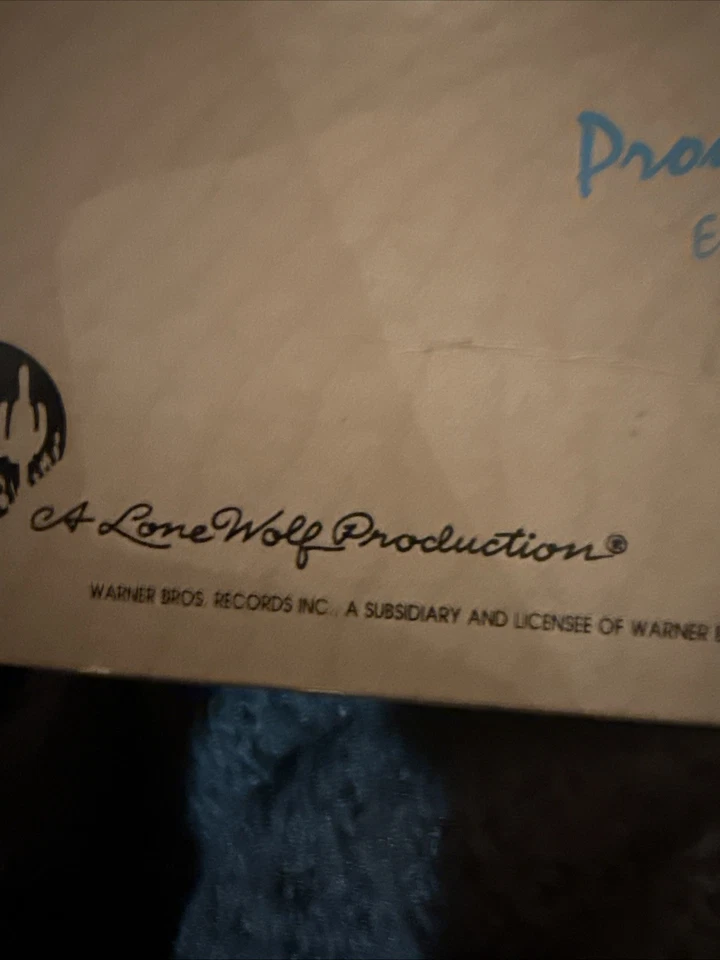 A Lone Wolf Production®
WARNER BROS. RECORDS INC., A SUBSIDIARY AND LICENSEE OF WARNER